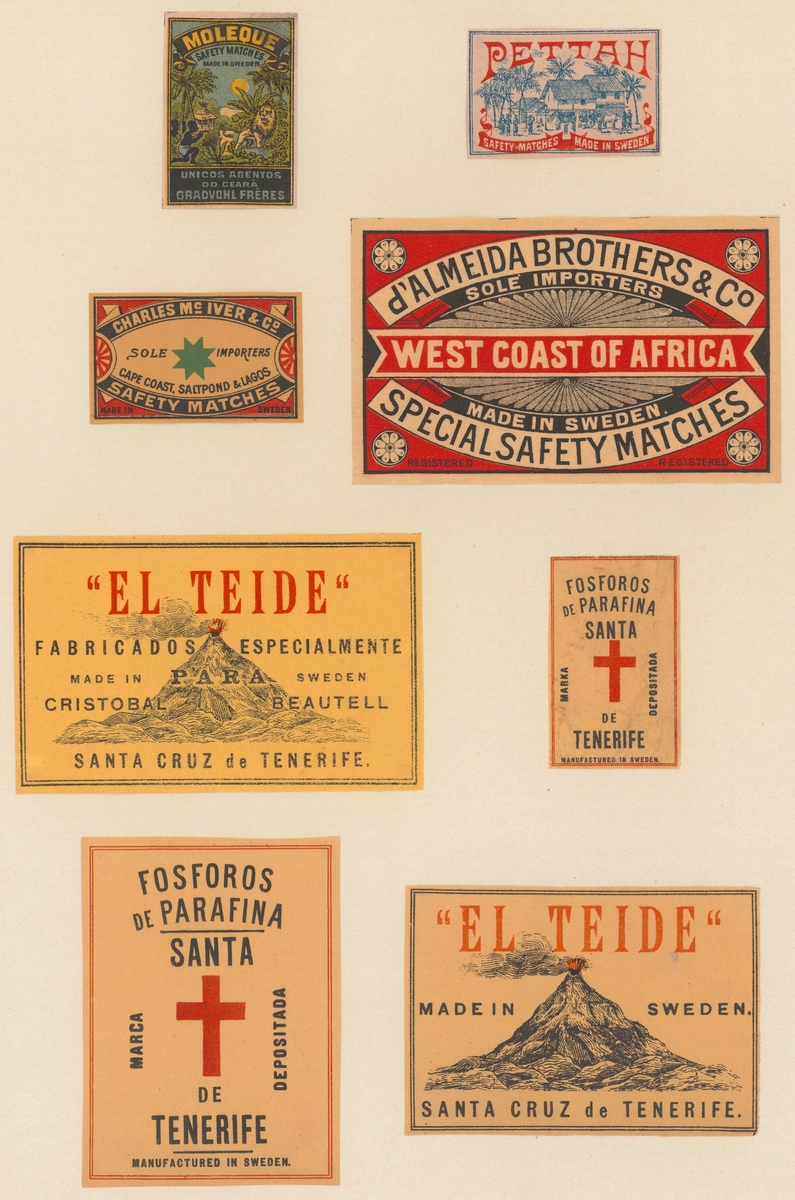 MOLEQUE
SAFETY MATCHES
MADE IN SWEDEN
UNICOS AGENTOS
DO CEARÁ
GRADVOHL FRÈRES
PETTAH
SAFETY MATCHES MADE IN SWEDEN
CHARLES Mc IVER & Co
SOLE IMPORTERS
CAPE COAST, SALTPOND & LAGOS
SAFETY MATCHES
MADE IN SWEDEN
d'ALMEIDA BROTHERS & Co
SOLE IMPORTERS
WEST COAST OF AFRICA
MADE IN SWEDEN.
SPECIAL SAFETY MATCHES
REGISTERED REGISTERED
"EL TEIDE"
FABRICADOS ESPECIALMENTE
MADE IN PARA SWEDEN
CRISTOBAL BEAUTELL
SANTA CRUZ de TENERIFE.
FOSFOROS
DE PARAFINA
SANTA
MARKA
DEPOSITADA
DE
TENERIFE
MANUFACTURED IN SWEDEN.
FOSFOROS
DE PARAFINA
SANTA
MARCA
DEPOSITADA
DE
TENERIFE
MANUFACTURED IN SWEDEN.
"EL TEIDE"
MADE IN SWEDEN.
SANTA CRUZ de TENERIFE.